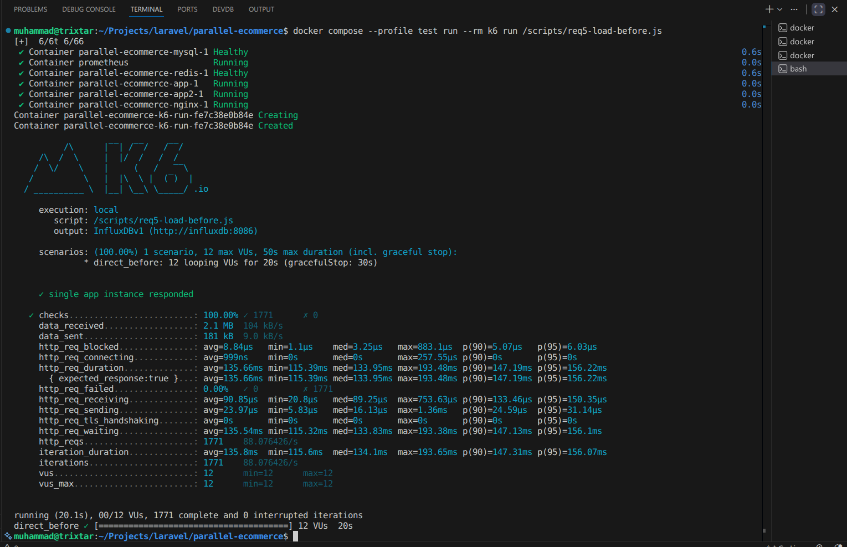 PROBLEMS DEBUG CONSOLE TERMINAL PORTS DEVDB OUTPUT
muhammad@trixtar:~/Projects/laravel/parallel-ecommerce$ docker compose --profile test run --rm k6 run /scripts/req5-load-before.js
[+] 6/6t 6/66
✔ Container parallel-ecommerce-mysql-1 Healthy 0.6s
✔ Container prometheus Running 0.0s
✔ Container parallel-ecommerce-redis-1 Healthy 0.6s
✔ Container parallel-ecommerce-app-1 Running 0.0s
✔ Container parallel-ecommerce-app2-1 Running 0.0s
✔ Container parallel-ecommerce-nginx-1 Running 0.0s
Container parallel-ecommerce-k6-run-fe7c38e0b84e Creating
Container parallel-ecommerce-k6-run-fe7c38e0b84e Created
.io
execution: local
script: /scripts/req5-load-before.js
output: InfluxDBv1 (http://influxdb:8086)
scenarios: (100.00%) 1 scenario, 12 max VUs, 50s max duration (incl. graceful stop):
* direct_before: 12 looping VUs for 20s (gracefulStop: 30s)
✓ single app instance responded
✓ checks.........................: 100.00% ✓ 1771 ✗ 0
data_received..................: 2.1 MB 104 kB/s
data_sent......................: 181 kB 9.0 kB/s
http_req_blocked...............: avg=8.84µs min=1.1µs med=3.25µs max=883.1µs p(90)=5.07µs p(95)=6.03µs
http_req_connecting............: avg=999ns min=0s med=0s max=257.55µs p(90)=0s p(95)=0s
http_req_duration..............: avg=135.66ms min=115.39ms med=133.95ms max=193.48ms p(90)=147.19ms p(95)=156.22ms
{ expected_response:true }...: avg=135.66ms min=115.39ms med=133.95ms max=193.48ms p(90)=147.19ms p(95)=156.22ms
http_req_failed................: 0.00% ✓ 0 ✗ 1771
http_req_receiving.............: avg=90.85µs min=20.8µs med=89.25µs max=753.63µs p(90)=133.46µs p(95)=150.35µs
http_req_sending...............: avg=23.97µs min=5.83µs med=16.13µs max=1.36ms p(90)=24.59µs p(95)=31.14µs
http_req_tls_handshaking.......: avg=0s min=0s med=0s max=0s p(90)=0s p(95)=0s
http_req_waiting...............: avg=135.54ms min=115.32ms med=133.83ms max=193.38ms p(90)=147.13ms p(95)=156.1ms
http_reqs......................: 1771 88.076426/s
iteration_duration.............: avg=135.8ms min=115.6ms med=134.1ms max=193.65ms p(90)=147.31ms p(95)=156.07ms
iterations.....................: 1771 88.076426/s
vus............................: 12 min=12 max=12
vus_max........................: 12 min=12 max=12
running (20.1s), 00/12 VUs, 1771 complete and 0 interrupted iterations
direct_before ✓ [======================================] 12 VUs 20s
muhammad@trixtar:~/Projects/laravel/parallel-ecommerce$
docker
docker
docker
bash